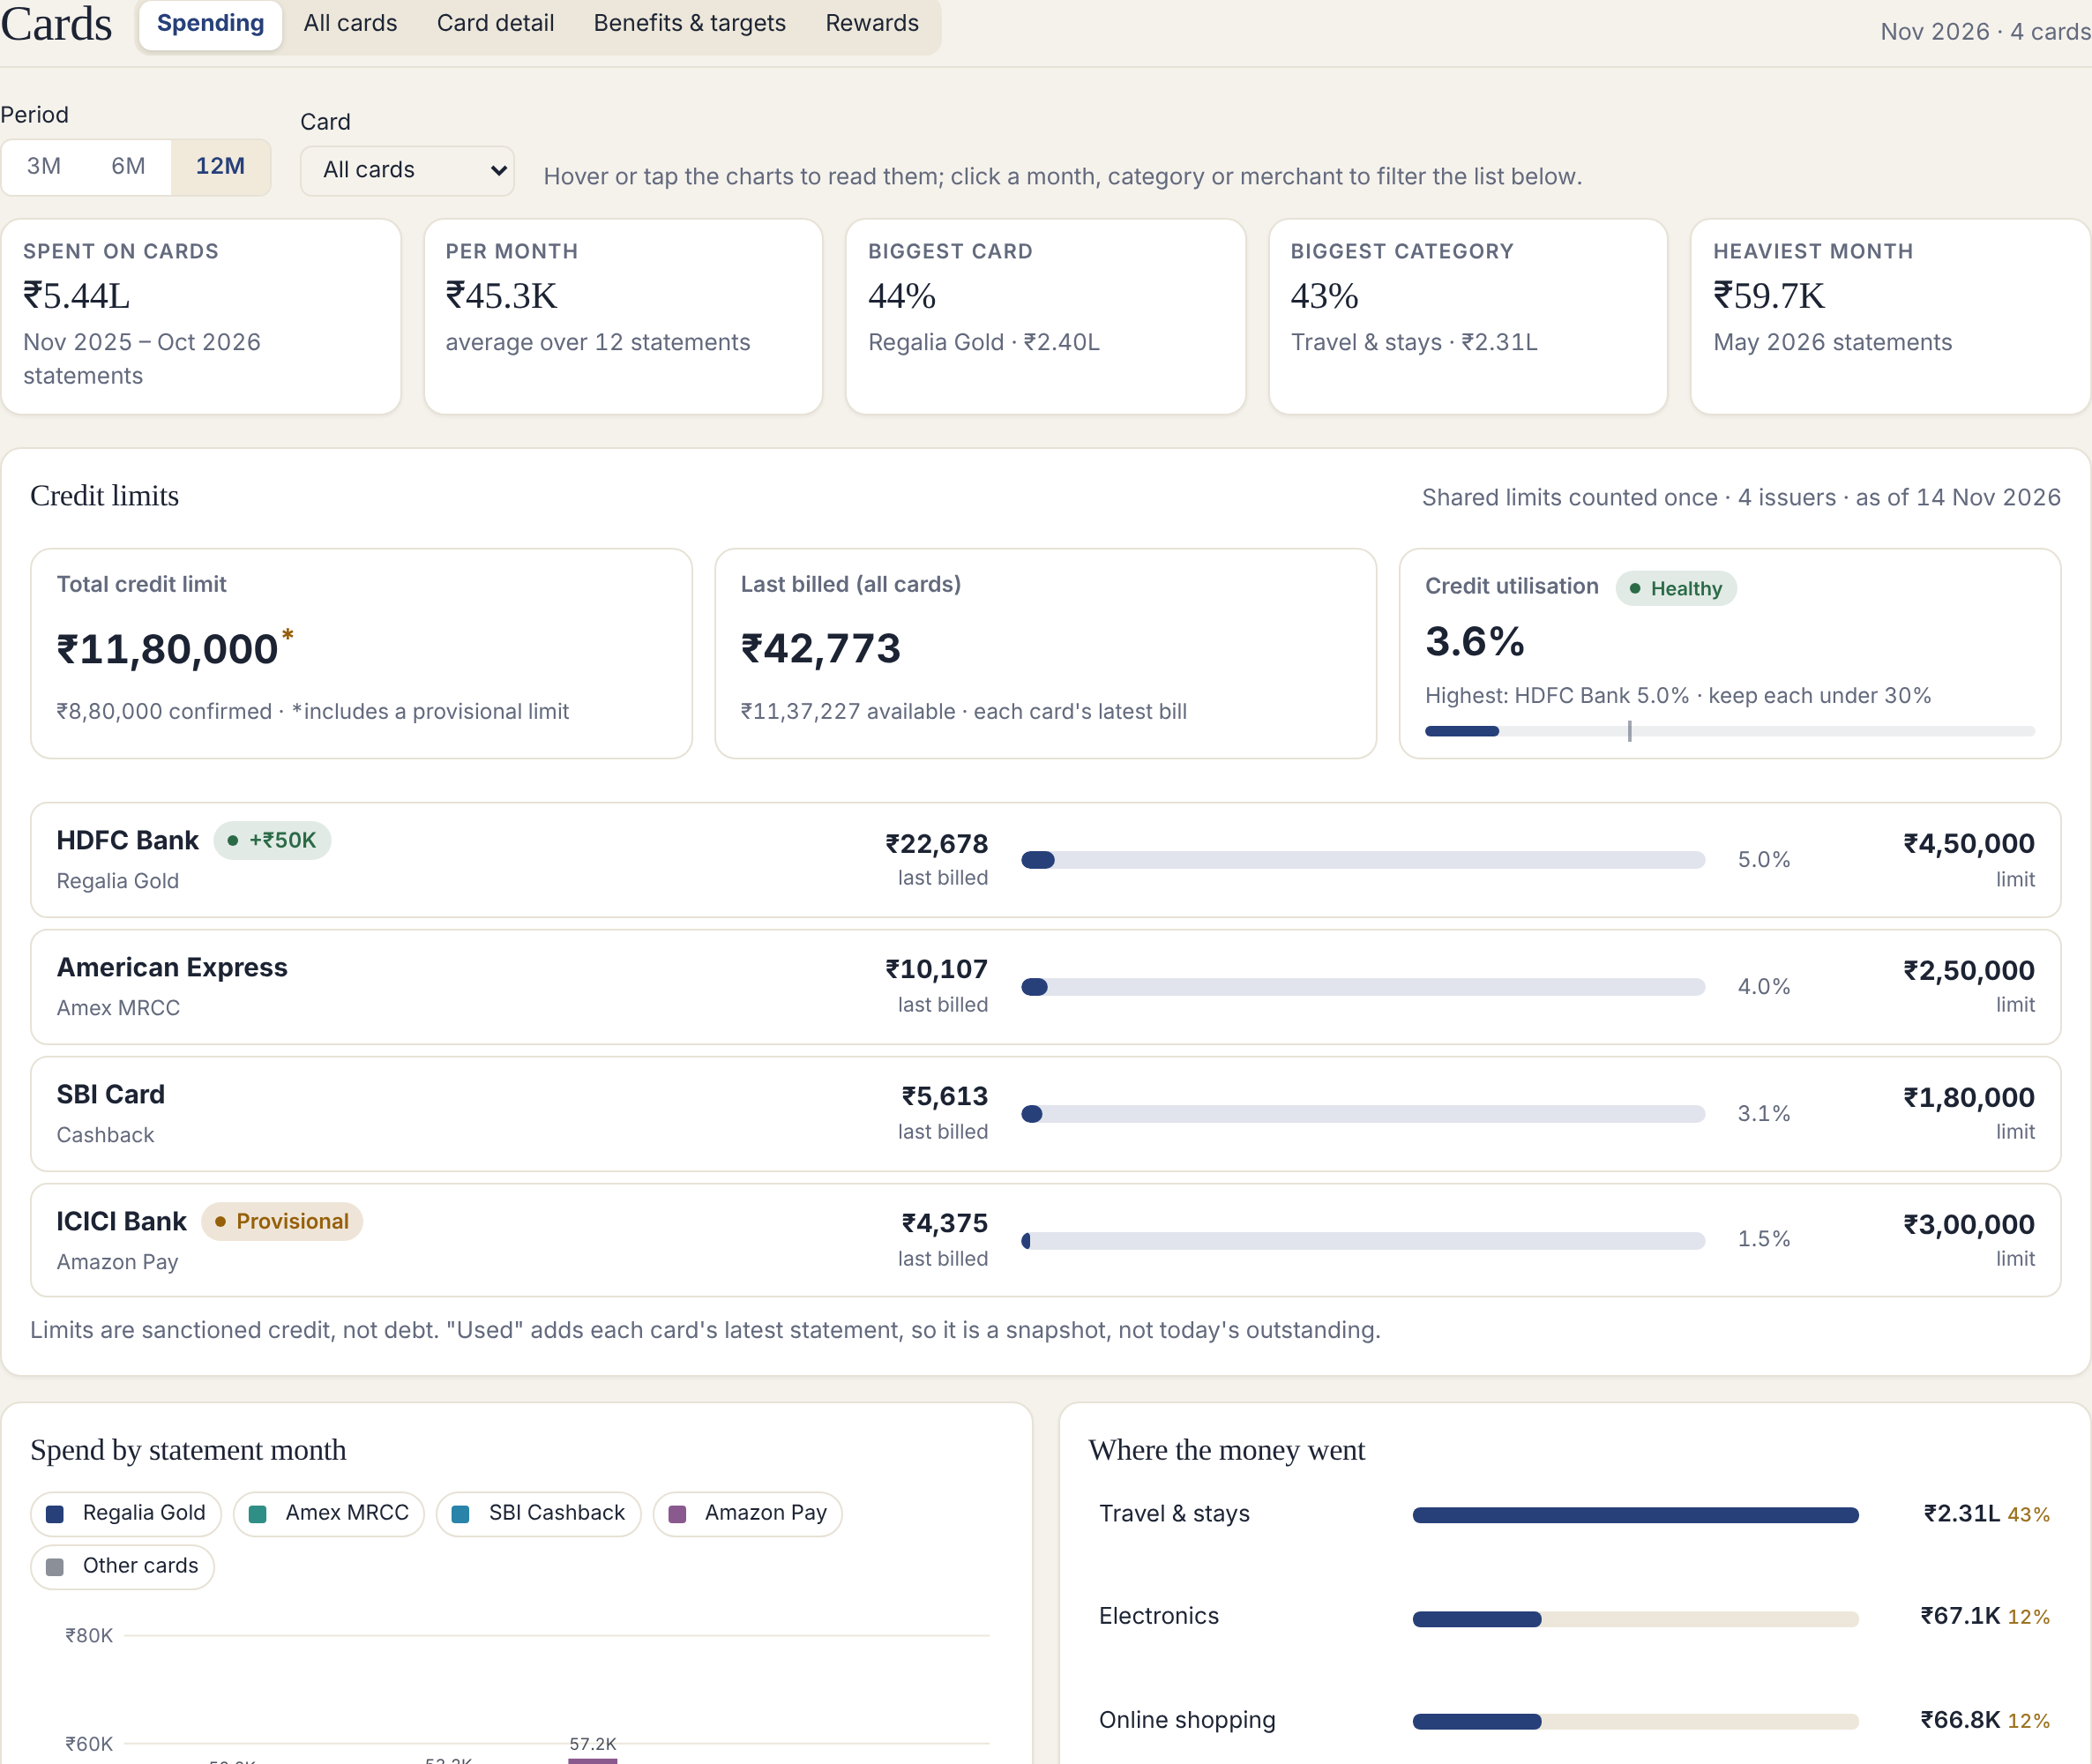 Cards
Spending
All cards
Card detail
Benefits & targets
Rewards
Nov 2026 · 4 cards
Period
3M
6M
12M
Card
All cards
Hover or tap the charts to read them; click a month, category or merchant to filter the list below.
SPENT ON CARDS
₹5.44L
Nov 2025 – Oct 2026
statements
PER MONTH
₹45.3K
average over 12 statements
BIGGEST CARD
44%
Regalia Gold · ₹2.40L
BIGGEST CATEGORY
43%
Travel & stays · ₹2.31L
HEAVIEST MONTH
₹59.7K
May 2026 statements
Credit limits
Shared limits counted once · 4 issuers · as of 14 Nov 2026
Total credit limit
₹11,80,000*
₹8,80,000 confirmed · *includes a provisional limit
Last billed (all cards)
₹42,773
₹11,37,227 available · each card's latest bill
Credit utilisation
Healthy
3.6%
Highest: HDFC Bank 5.0% · keep each under 30%
HDFC Bank
+₹50K
Regalia Gold
₹22,678
last billed
5.0%
₹4,50,000
limit
American Express
Amex MRCC
₹10,107
last billed
4.0%
₹2,50,000
limit
SBI Card
Cashback
₹5,613
last billed
3.1%
₹1,80,000
limit
ICICI Bank
Provisional
Amazon Pay
₹4,375
last billed
1.5%
₹3,00,000
limit
Limits are sanctioned credit, not debt. "Used" adds each card's latest statement, so it is a snapshot, not today's outstanding.
Spend by statement month
Regalia Gold
Amex MRCC
SBI Cashback
Amazon Pay
Other cards
₹80K
₹60K
57.2K
Where the money went
Travel & stays
₹2.31L 43%
Electronics
₹67.1K 12%
Online shopping
₹66.8K 12%